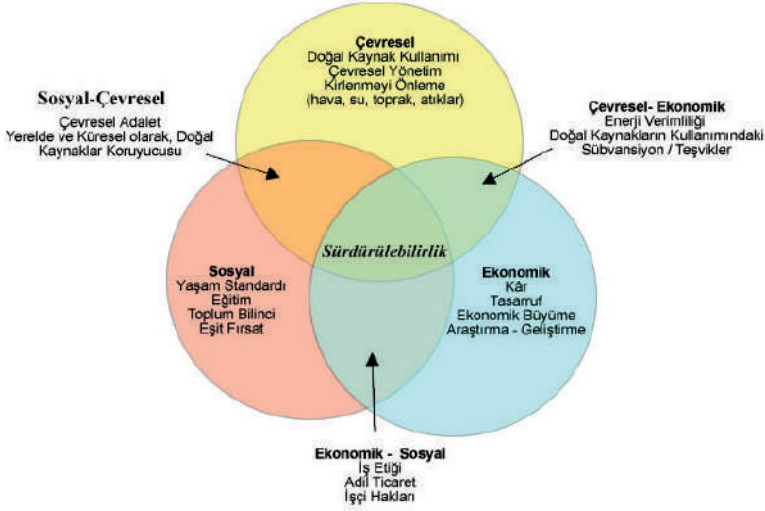 Çevresel
Doğal Kaynak Kullanımı
Çevresel Yönetim
Kirlenmeyi Önleme
(hava, su, toprak, atıklar)
Sosyal-Çevresel
Çevresel Adalet
Yerelde ve Küresel olarak, Doğal
Kaynaklar Koruyucusu
Çevresel- Ekonomik
Enerji Verimliliği
Doğal Kaynakların Kullanımındaki
Sübvansiyon / Teşvikler
Sürdürülebilirlik
Sosyal
Yaşam Standardı
Eğitim
Toplum Bilinci
Eşit Fırsat
Ekonomik
Kâr
Tasarruf
Ekonomik Büyüme
Araştırma - Geliştirme
Ekonomik - Sosyal
İş Etiği
Adil Ticaret
İşçi Hakları